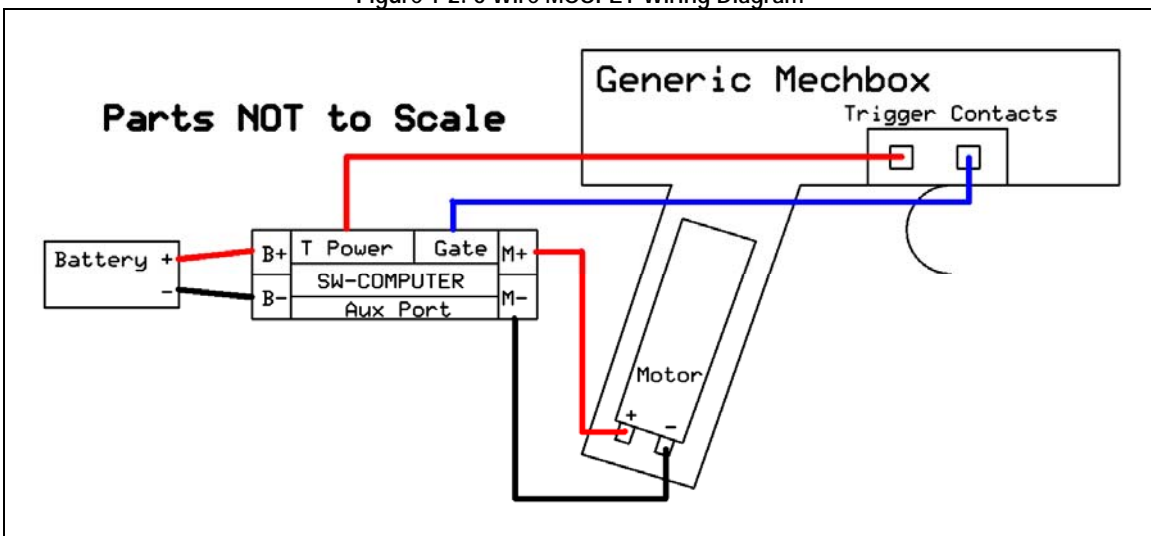 Parts NOT to Scale
Generic Mechbox
Trigger Contacts
Battery +
-
B+
T Power
Gate
M+
SW-COMPUTER
B-
M-
Aux Port
Motor
+
-